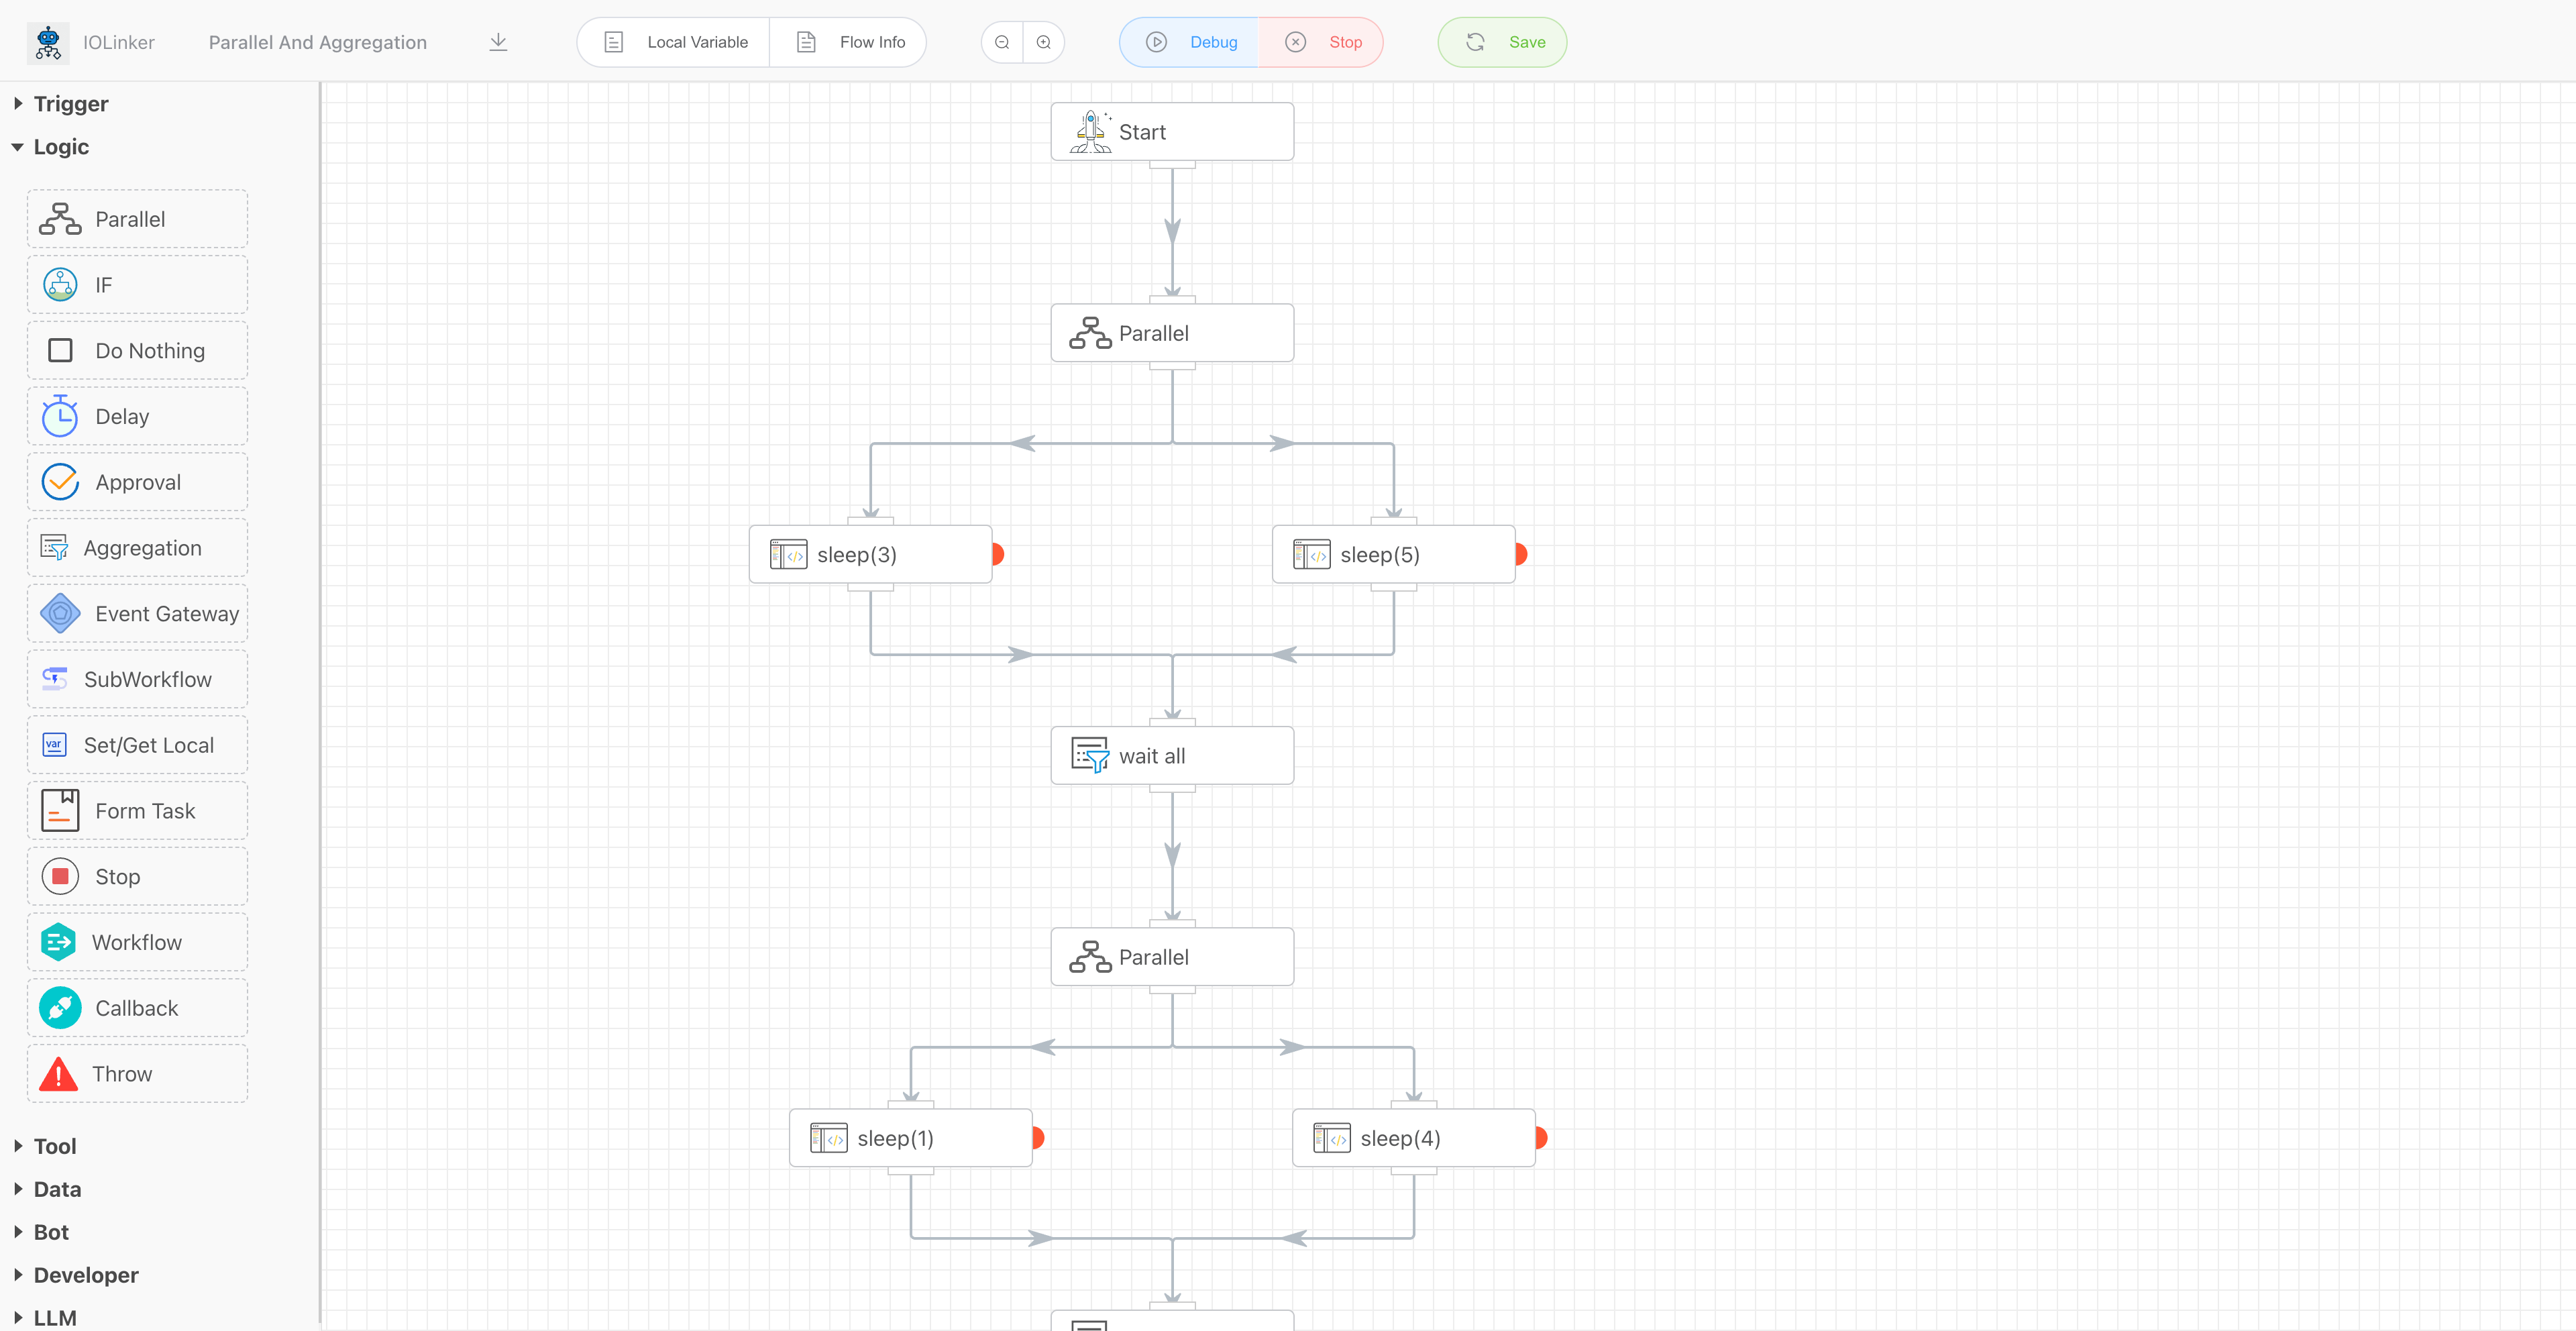 IOLinker
Parallel And Aggregation
Local Variable
Flow Info
Debug
Stop
Save
Trigger
Logic
Parallel
IF
Do Nothing
Delay
Approval
Aggregation
Event Gateway
SubWorkflow
var
Set/Get Local
Form Task
Stop
Workflow
Callback
Throw
Tool
Data
Bot
Developer
LLM
Start
Parallel
sleep(3)
sleep(5)
wait all
Parallel
sleep(1)
sleep(4)